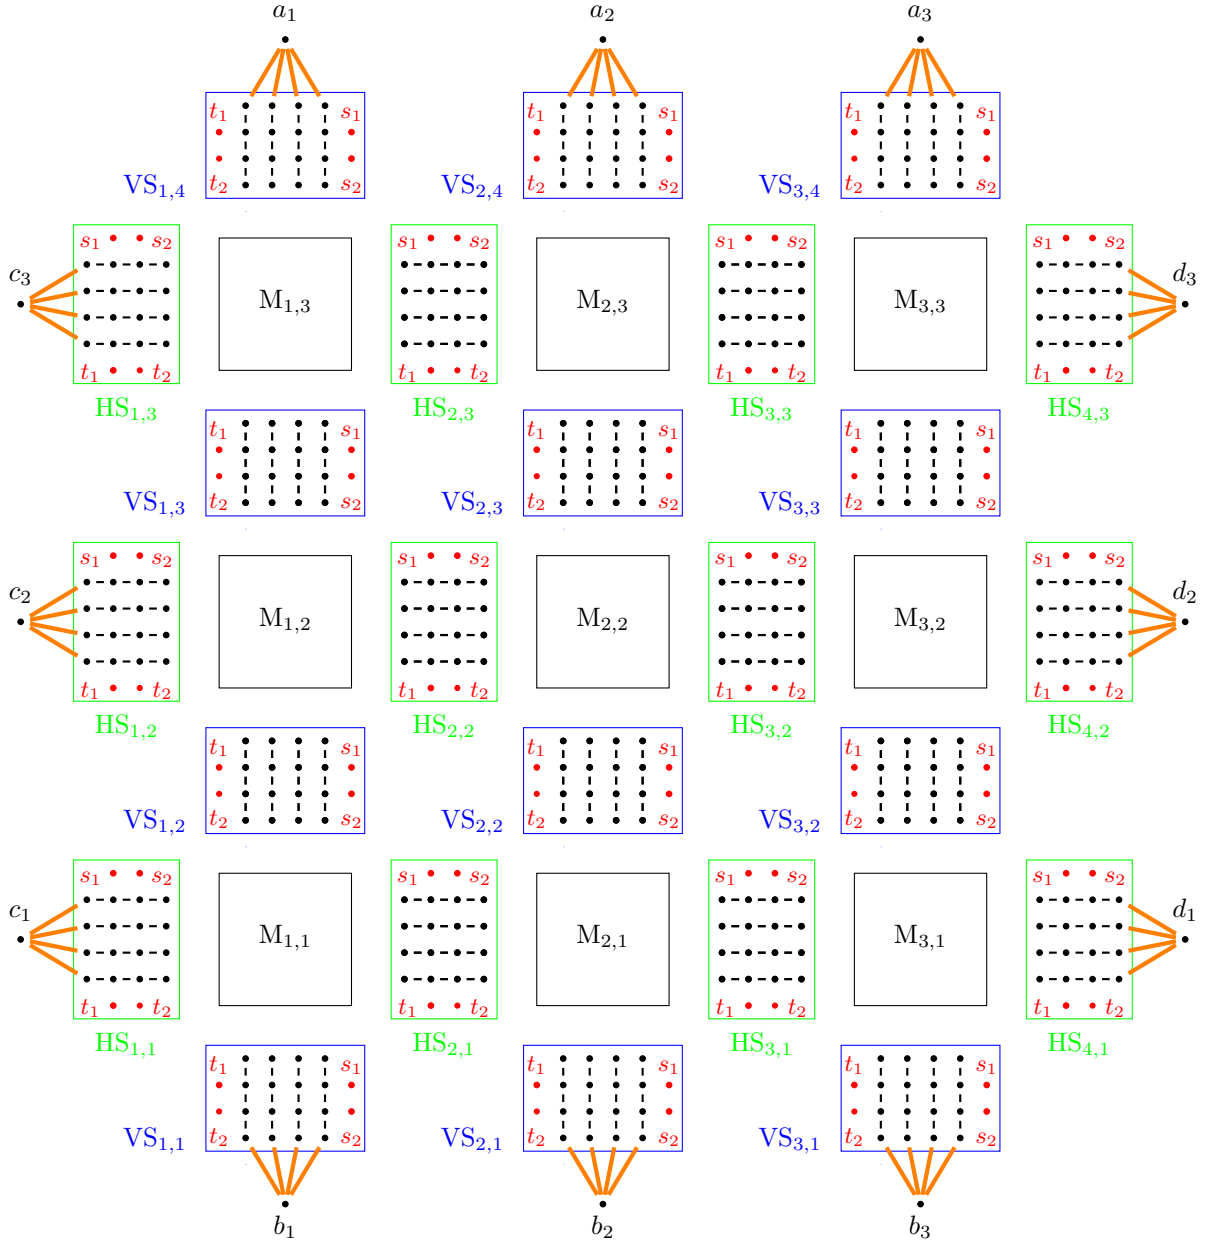 a₁ a₂ a₃
t₁ s₁ t₁ s₁ t₁ s₁
VS₁,₄ t₂ s₂ VS₂,₄ t₂ s₂ VS₃,₄ t₂ s₂
s₁ s₂ s₁ s₂ s₁ s₂ s₁ s₂
c₃ M₁,₃ M₂,₃ M₃,₃ d₃
t₁ t₂ t₁ t₂ t₁ t₂ t₁ t₂
HS₁,₃ HS₂,₃ HS₃,₃ HS₄,₃
t₁ s₁ t₁ s₁ t₁ s₁
VS₁,₃ t₂ s₂ VS₂,₃ t₂ s₂ VS₃,₃ t₂ s₂
s₁ s₂ s₁ s₂ s₁ s₂ s₁ s₂
c₂ M₁,₂ M₂,₂ M₃,₂ d₂
t₁ t₂ t₁ t₂ t₁ t₂ t₁ t₂
HS₁,₂ HS₂,₂ HS₃,₂ HS₄,₂
t₁ s₁ t₁ s₁ t₁ s₁
VS₁,₂ t₂ s₂ VS₂,₂ t₂ s₂ VS₃,₂ t₂ s₂
s₁ s₂ s₁ s₂ s₁ s₂ s₁ s₂
c₁ M₁,₁ M₂,₁ M₃,₁ d₁
t₁ t₂ t₁ t₂ t₁ t₂ t₁ t₂
HS₁,₁ HS₂,₁ HS₃,₁ HS₄,₁
t₁ s₁ t₁ s₁ t₁ s₁
VS₁,₁ t₂ s₂ VS₂,₁ t₂ s₂ VS₃,₁ t₂ s₂
b₁ b₂ b₃